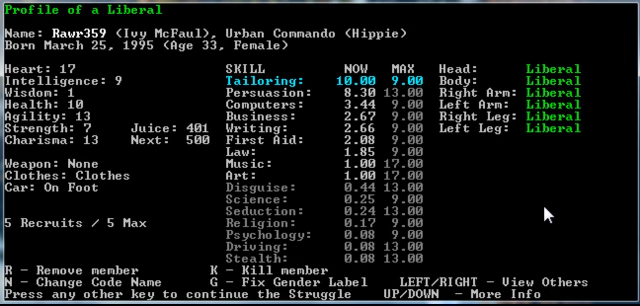 Profile of a Liberal
Name: Rawr359 (Ivy McFaul), Urban Commando (Hippie)
Born March 25, 1995 (Age 33, Female)
Heart: 17 SKILL NOW MAX Head: Liberal
Intelligence: 9 Tailoring: 10.00 9.00 Body: Liberal
Wisdom: 1 Persuasion: 8.30 13.00 Right Arm: Liberal
Health: 10 Computers: 3.44 9.00 Left Arm: Liberal
Agility: 13 Business: 2.67 9.00 Right Leg: Liberal
Strength: 7 Juice: 401 Writing: 2.66 9.00 Left Leg: Liberal
Charisma: 13 Next: 500 First Aid: 2.08 9.00
Law: 1.85 9.00
Weapon: None Music: 1.00 17.00
Clothes: Clothes Art: 1.00 17.00
Car: On Foot Disguise: 0.44 13.00
Science: 0.25 9.00
Seduction: 0.24 13.00
5 Recruits / 5 Max Religion: 0.17 9.00
Psychology: 0.08 9.00
Driving: 0.08 13.00
Stealth: 0.08 13.00
R - Remove member K - Kill member
N - Change Code Name G - Fix Gender Label LEFT/RIGHT - View Others
Press any other key to continue the Struggle UP/DOWN - More Info